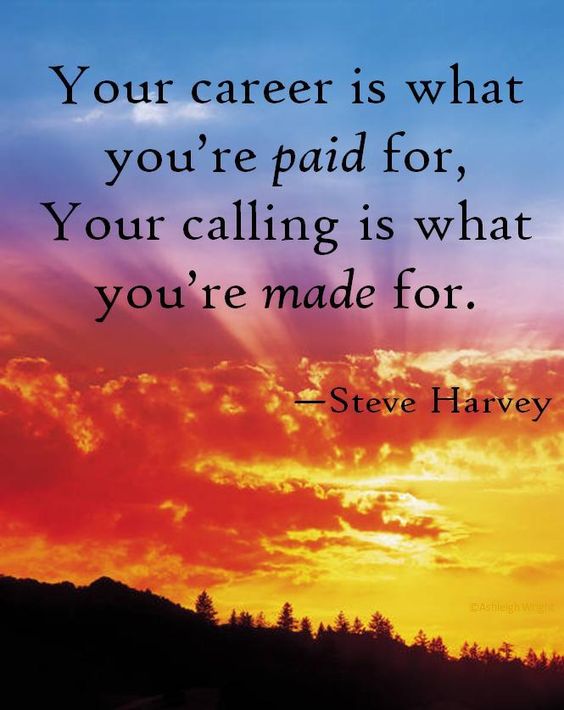 Your career is what
you’re paid for,
Your calling is what
you’re made for.
—Steve Harvey
©Ashleigh Wright